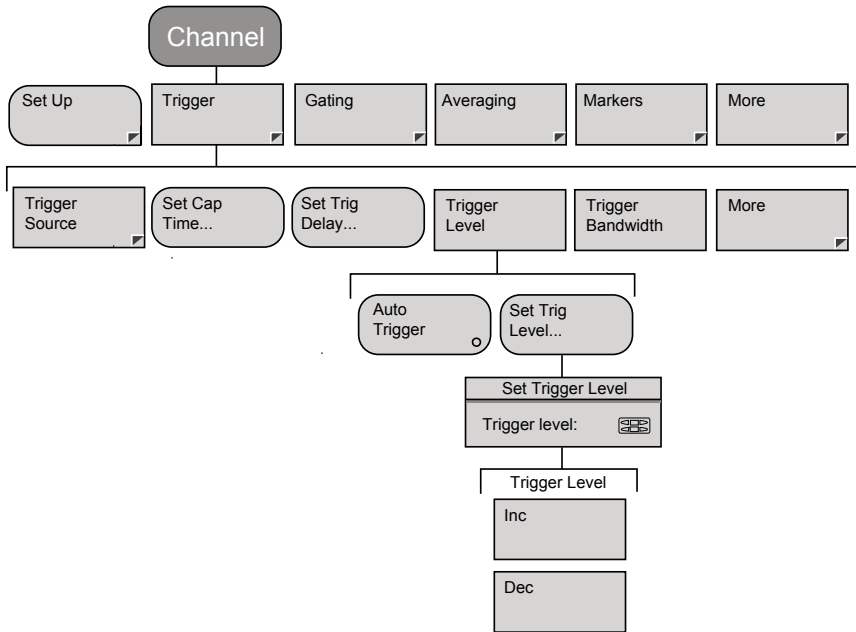 Channel
Set Up
Trigger
Gating
Averaging
Markers
More
Trigger
Source
Set Cap
Time...
Set Trig
Delay...
Trigger
Level
Trigger
Bandwidth
More
Auto
Trigger
Set Trig
Level...
Set Trigger Level
Trigger level:
Trigger Level
Inc
Dec